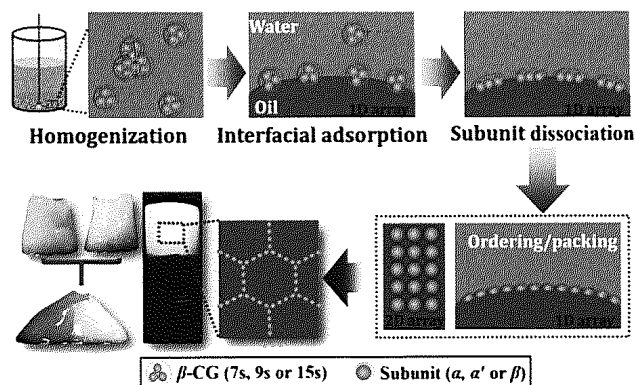 Water
Oil
1D array
1D array
Homogenization
Interfacial adsorption
Subunit dissociation
Ordering/packing
2D array
1D array
β-CG (7s, 9s or 15s)
Subunit (α, α′ or β)